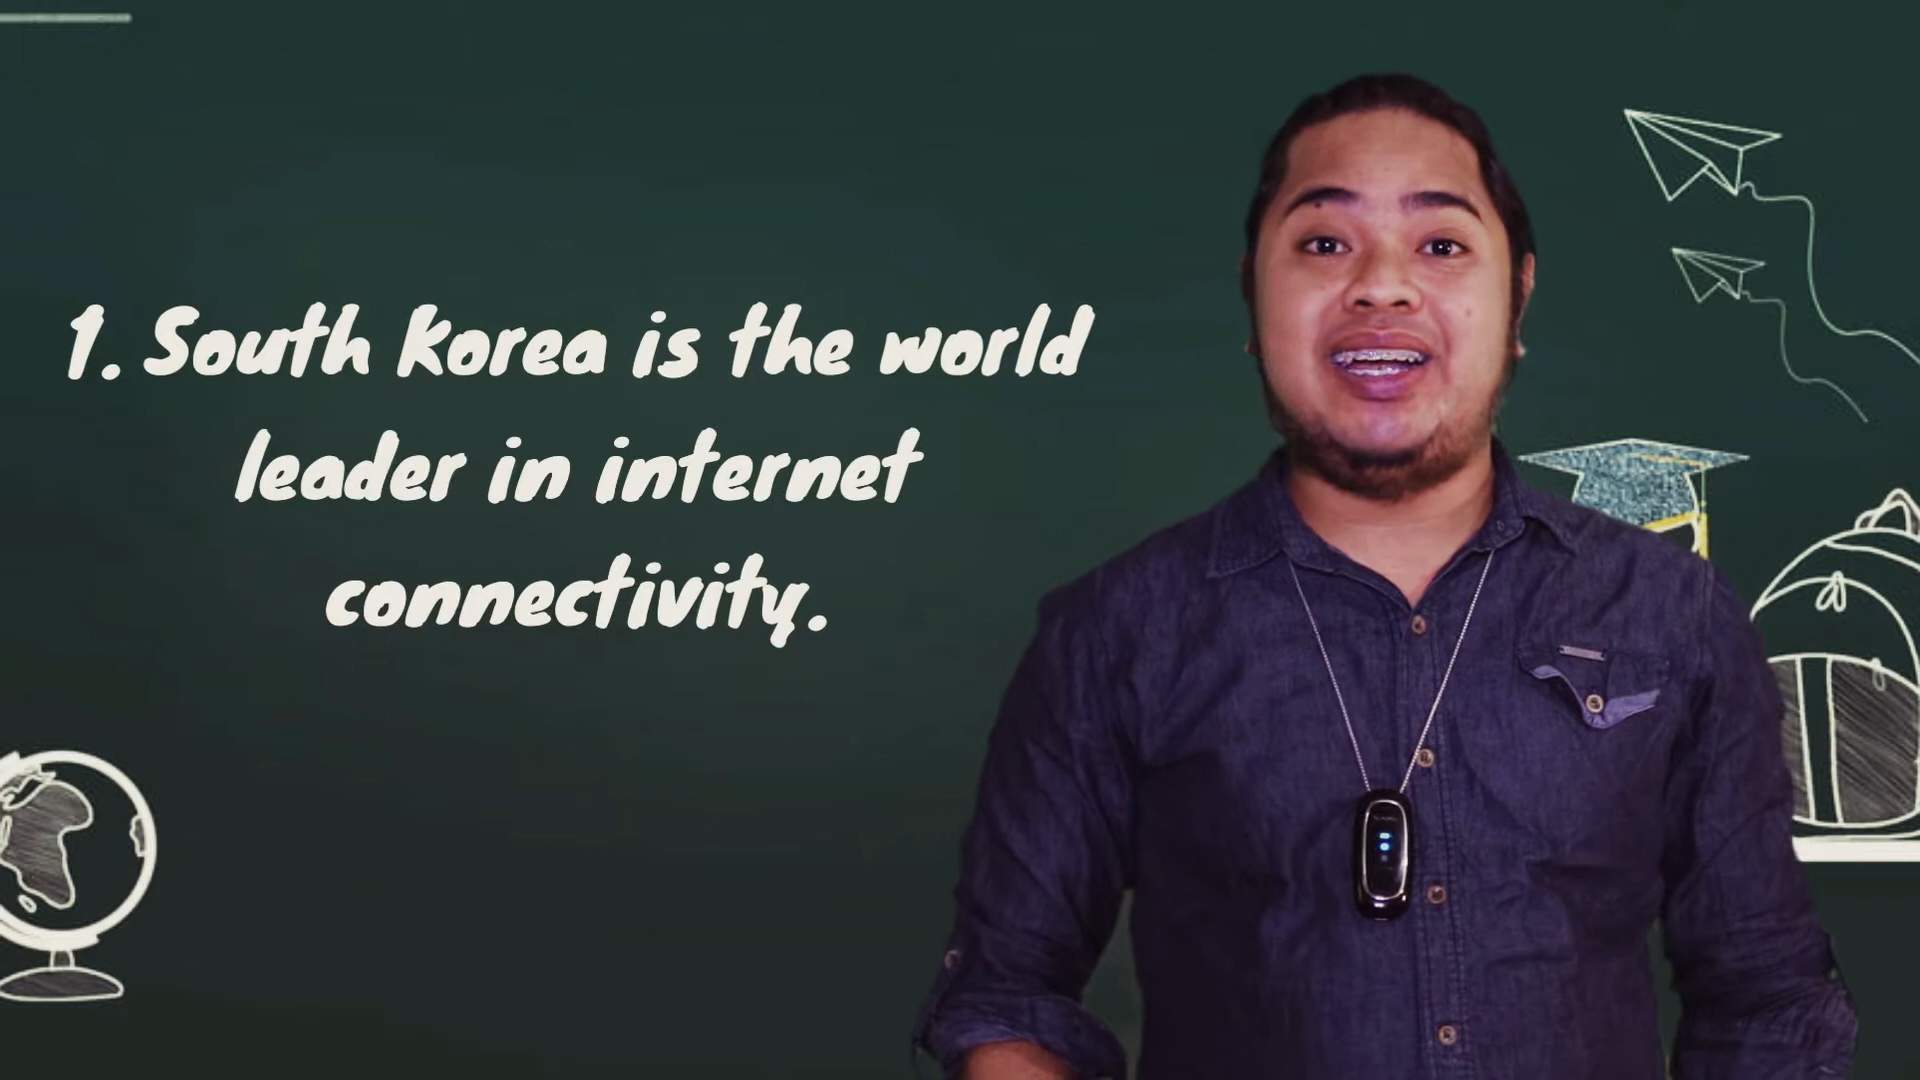 1. South Korea is the world
leader in internet
connectivity.